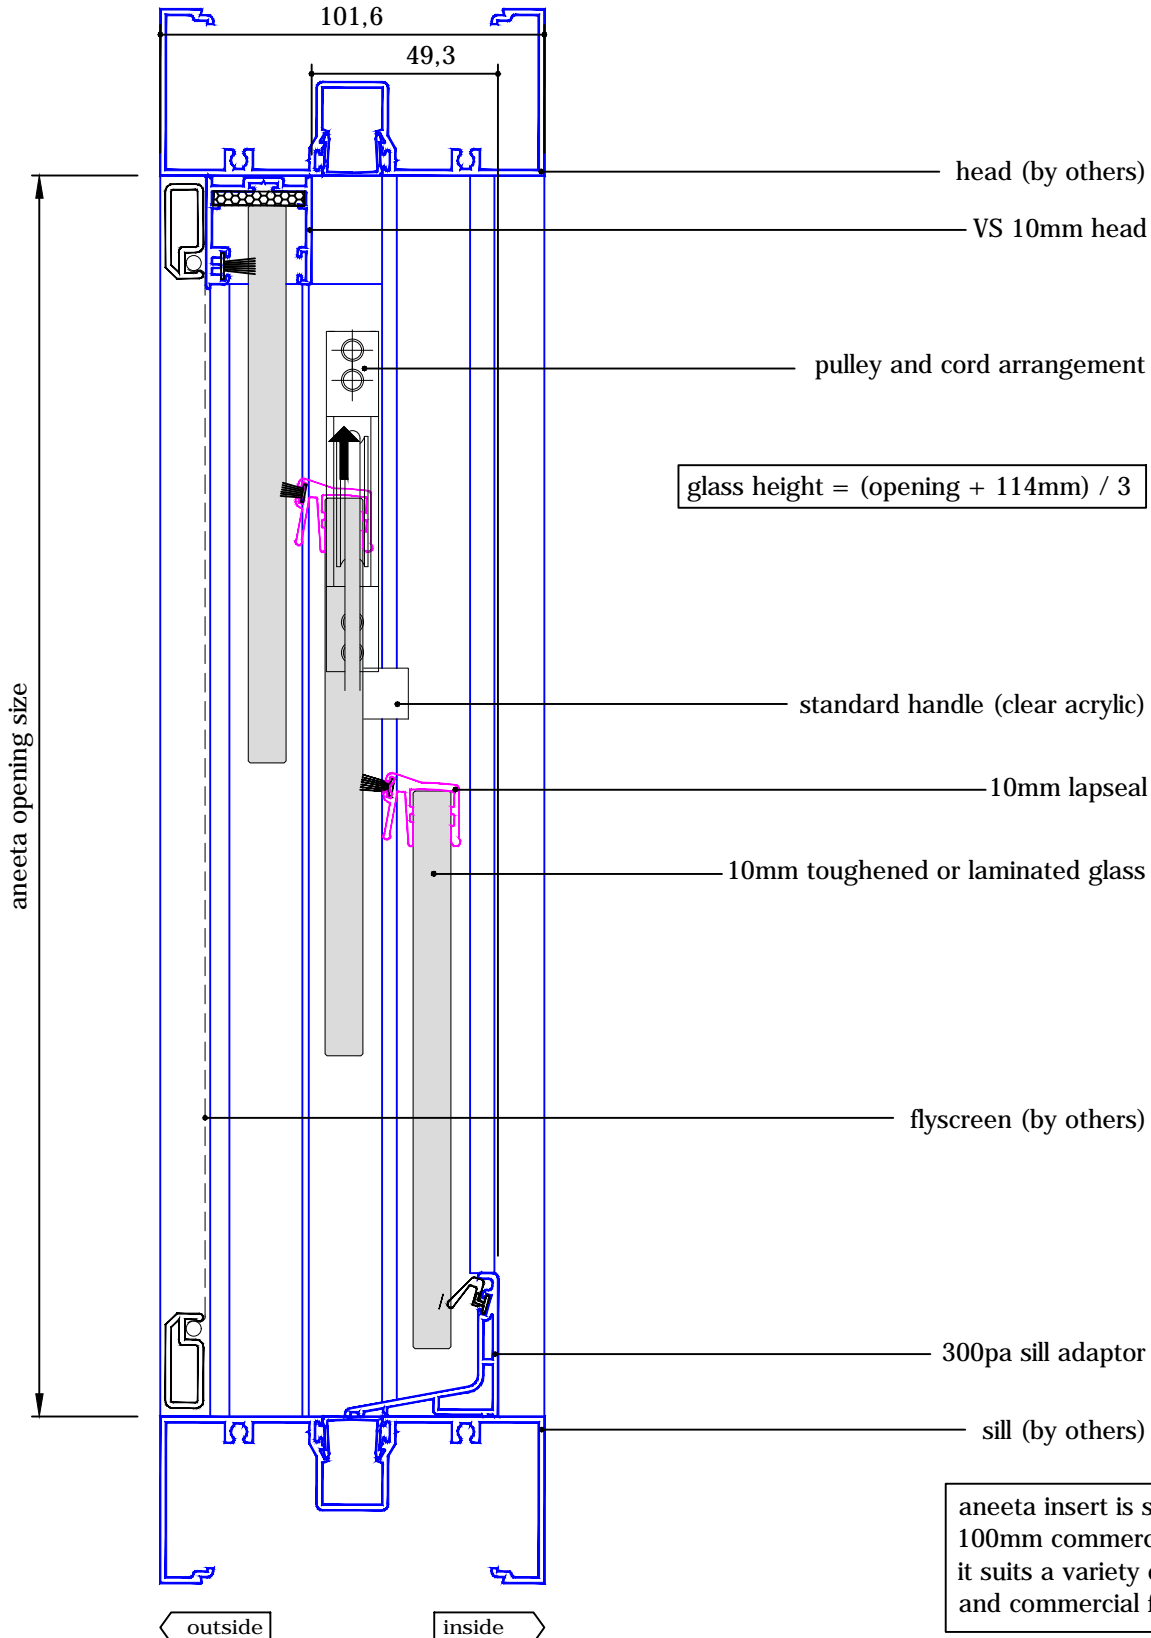 101,6
49,3
head (by others)
VS 10mm head
pulley and cord arrangement
glass height = (opening + 114mm) / 3
aneeta opening size
standard handle (clear acrylic)
10mm lapseal
10mm toughened or laminated glass
flyscreen (by others)
300pa sill adaptor
sill (by others)
aneeta insert is
100mm
it suits a variety
and commercial
outside
inside